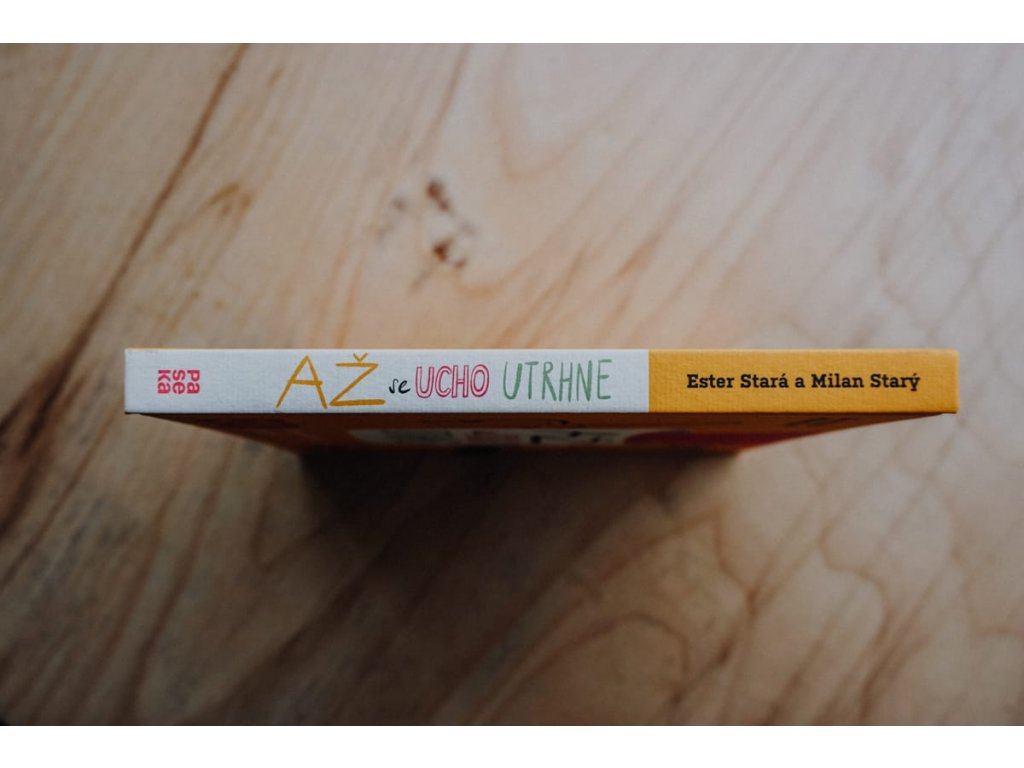 pa
se
ka
AŽ se UCHO UTRHNE
Ester Stará a Milan Starý